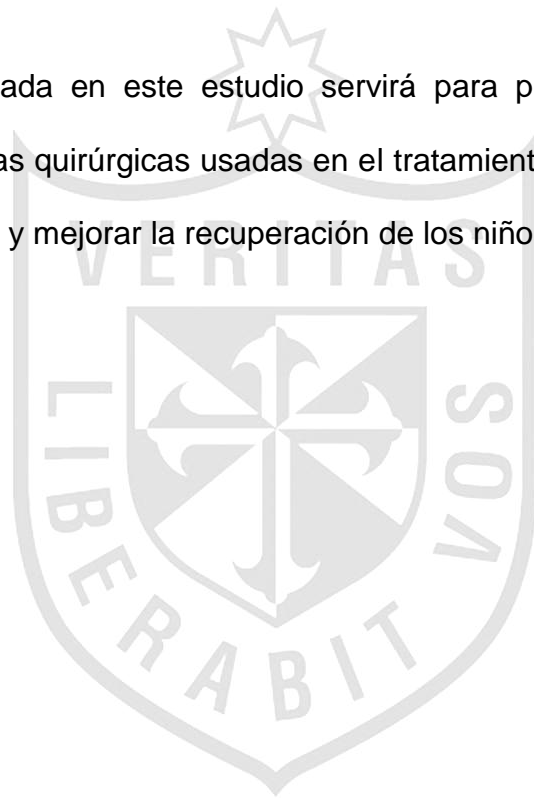 ada en este estudio servirá para p
as quirúrgicas usadas en el tratamient
y mejorar la recuperación de los niño
VERITAS
LIBERABIT
VOS